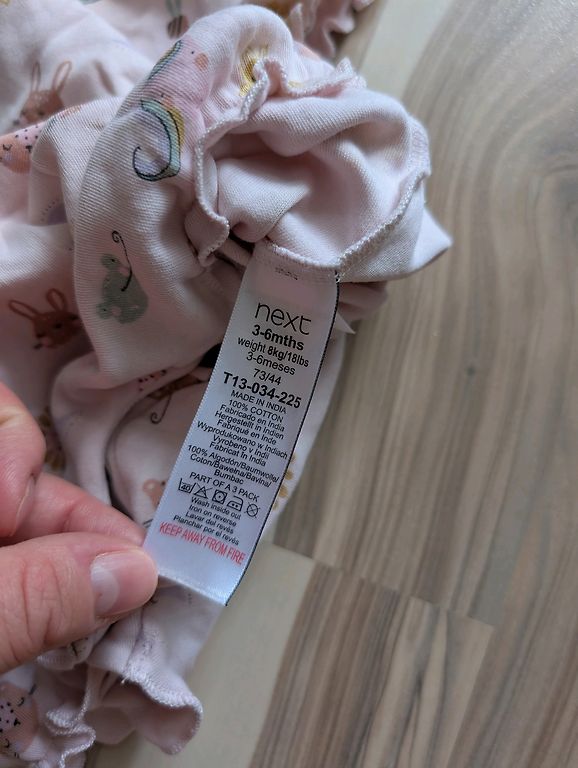 next
3-6mths
weight 8kg/18lbs
3-6meses
73/44
T13-034-225
MADE IN INDIA
100% COTTON
Fabricado en India
Hergestellt in Indien
Fabriqué en Inde
Wyprodukowano w Indiach
Vyrobeno v Indii
Fabricat în India
100% Algodón/Baumwolle/
Coton/Bawełna/Bavlna/
Bumbac
PART OF A 3 PACK
40
Wash inside out
Iron on reverse
Lavar del revés
Planchar por el revés
KEEP AWAY FROM FIRE